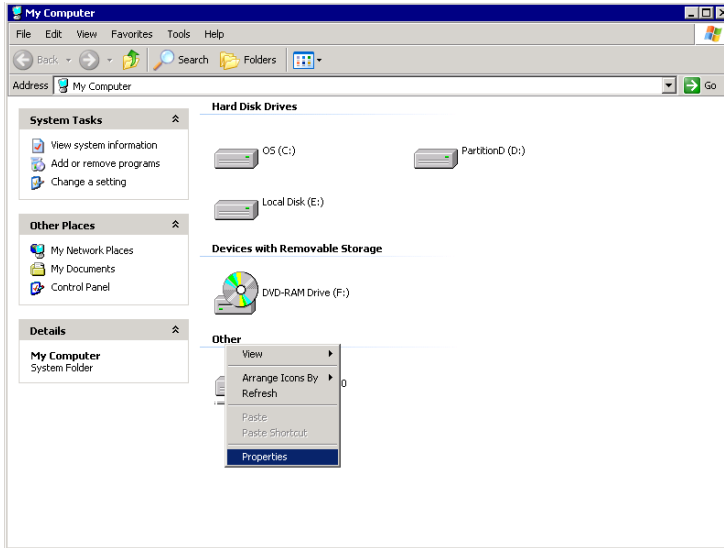 My Computer
File Edit View Favorites Tools Help
Back Search Folders
Address My Computer Go
System Tasks
View system information
Add or remove programs
Change a setting
Other Places
My Network Places
My Documents
Control Panel
Details
My Computer
System Folder
Hard Disk Drives
OS (C:)
PartitionD (D:)
Local Disk (E:)
Devices with Removable Storage
DVD-RAM Drive (F:)
Other
0
View
Arrange Icons By
Refresh
Paste
Paste Shortcut
Properties